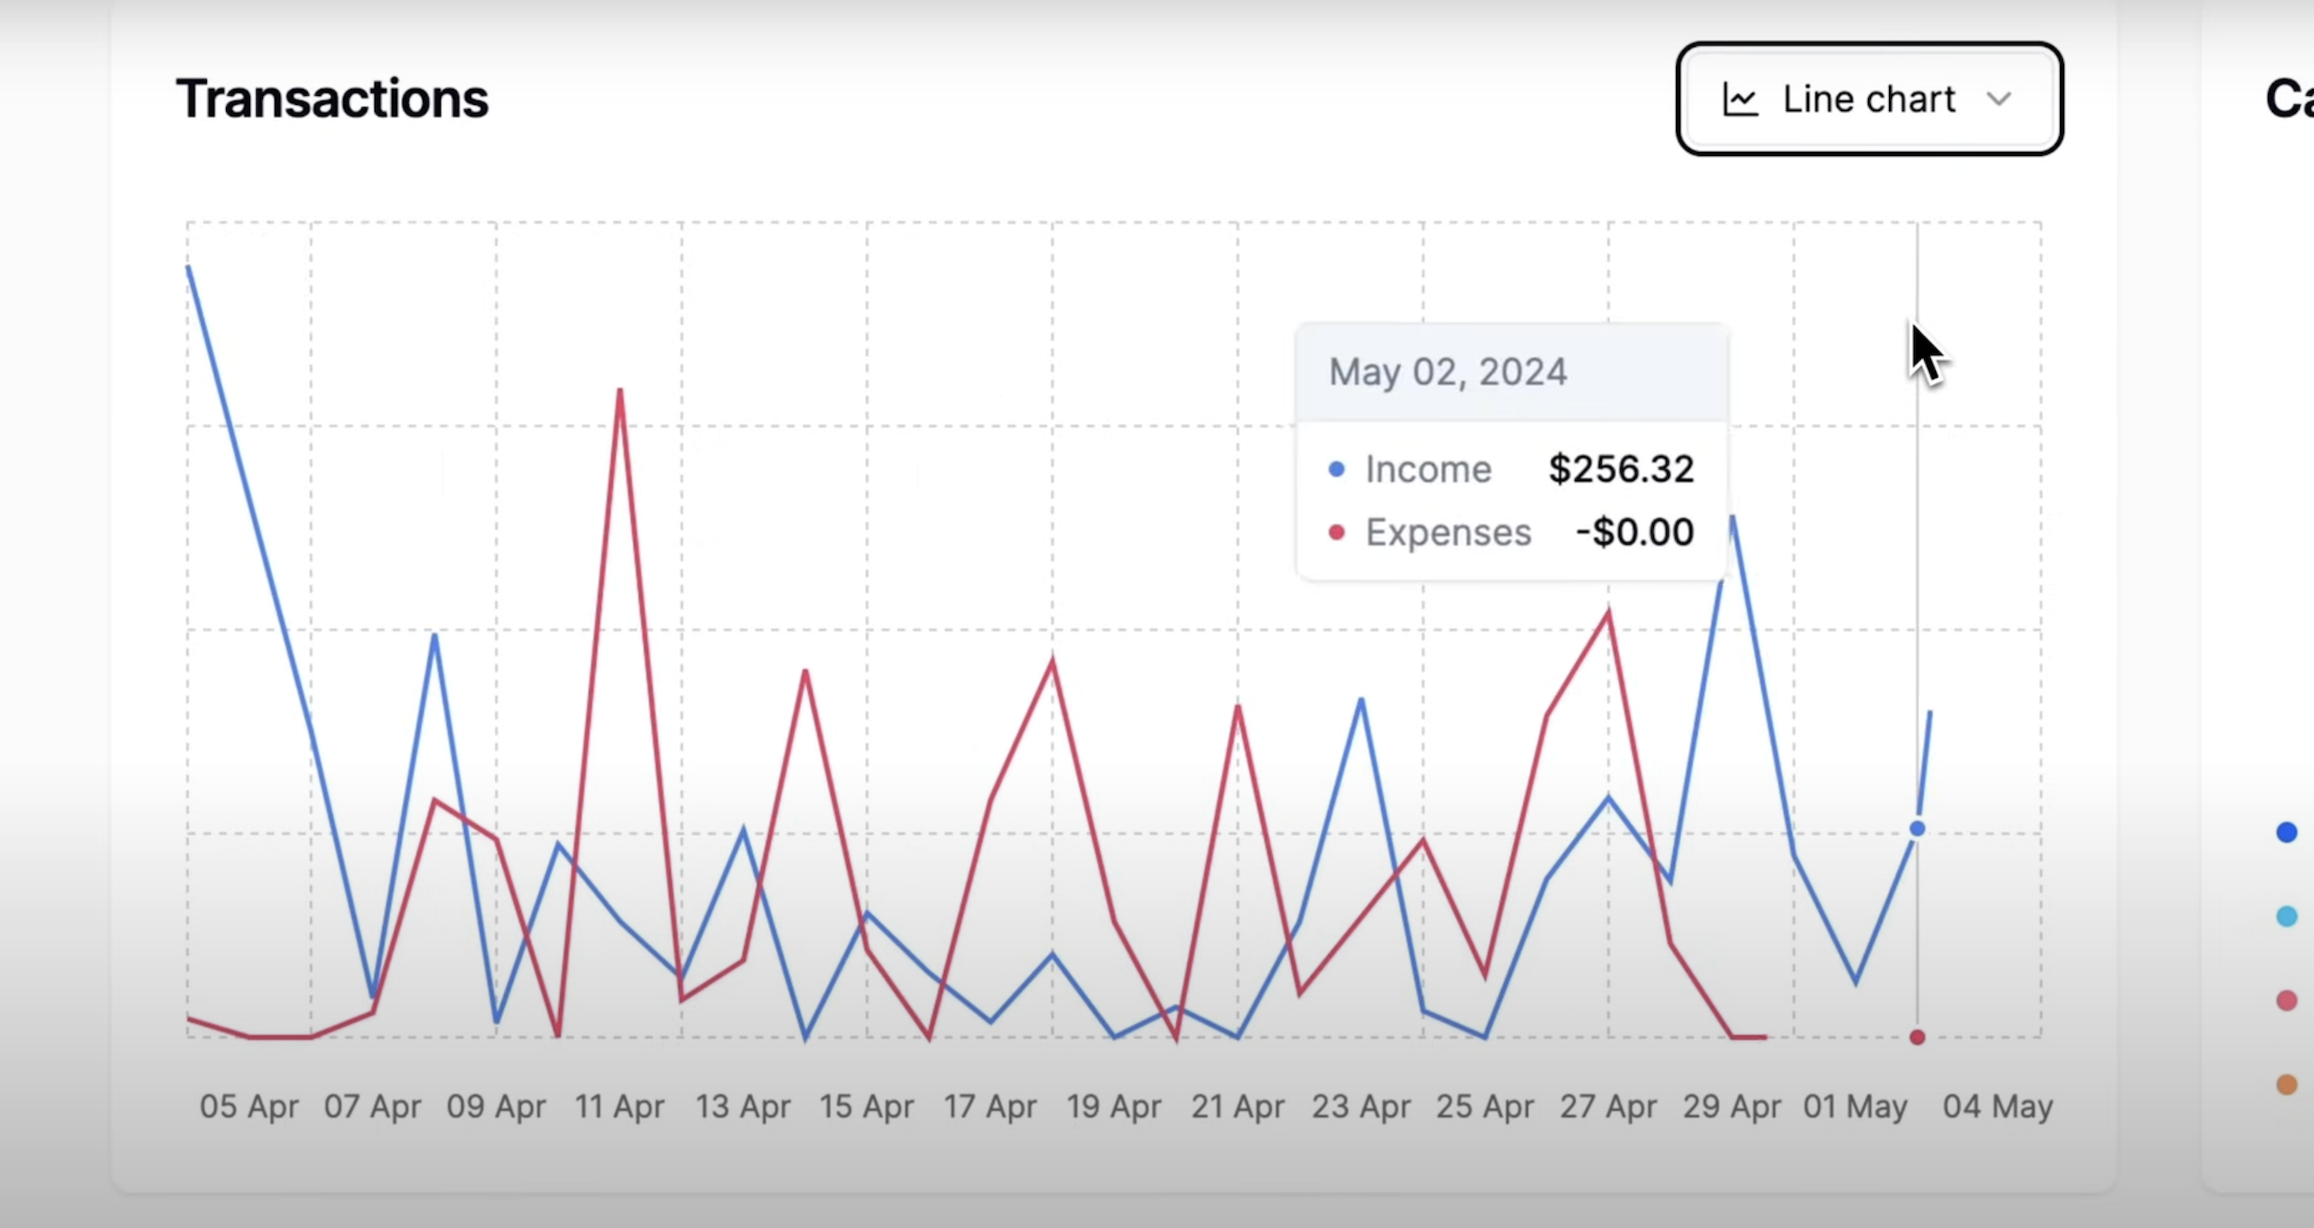 Transactions
Line chart
Ca
May 02, 2024
Income $256.32
Expenses -$0.00
05 Apr 07 Apr 09 Apr 11 Apr 13 Apr 15 Apr 17 Apr 19 Apr 21 Apr 23 Apr 25 Apr 27 Apr 29 Apr 01 May 04 May